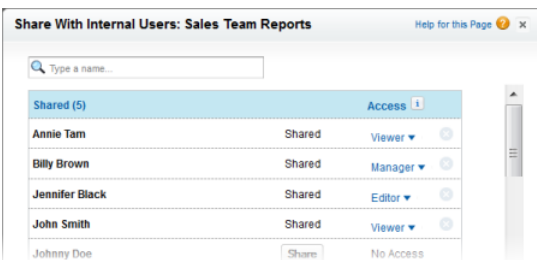 Share With Internal Users: Sales Team Reports Help for this Page ? x
Type a name...
Shared (5) Access i
Annie Tam Shared Viewer
Billy Brown Shared Manager
Jennifer Black Shared Editor
John Smith Shared Viewer
Johnny Doe Share No Access